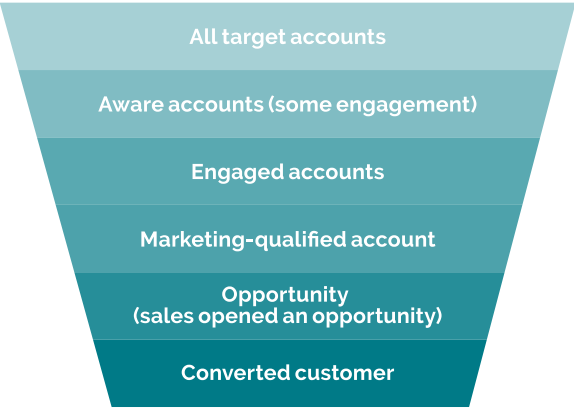 All target accounts
Aware accounts (some engagement)
Engaged accounts
Marketing-qualified account
Opportunity
(sales opened an opportunity)
Converted customer